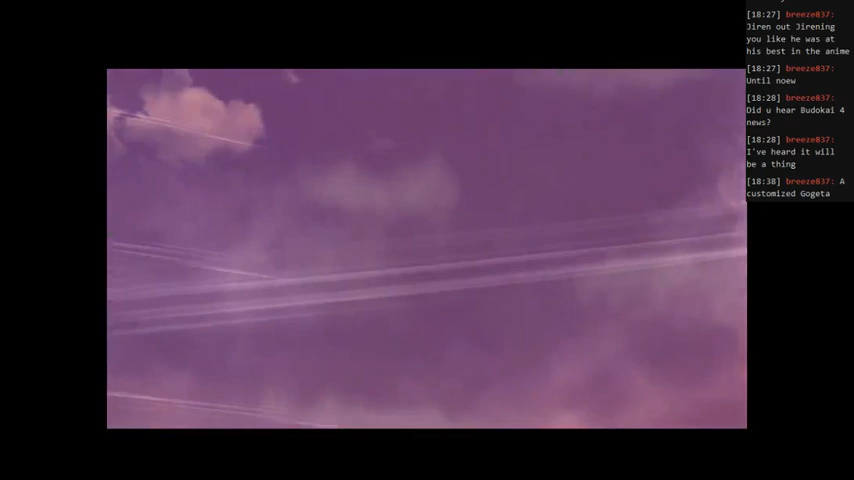 [18:27] breeze837:
Jiren out Jirening
you like he was at
his best in the anime
[18:27] breeze837:
Until noew
[18:28] breeze837:
Did u hear Budokai 4
news?
[18:28] breeze837:
I've heard it will
be a thing
[18:38] breeze837: A
customized Gogeta